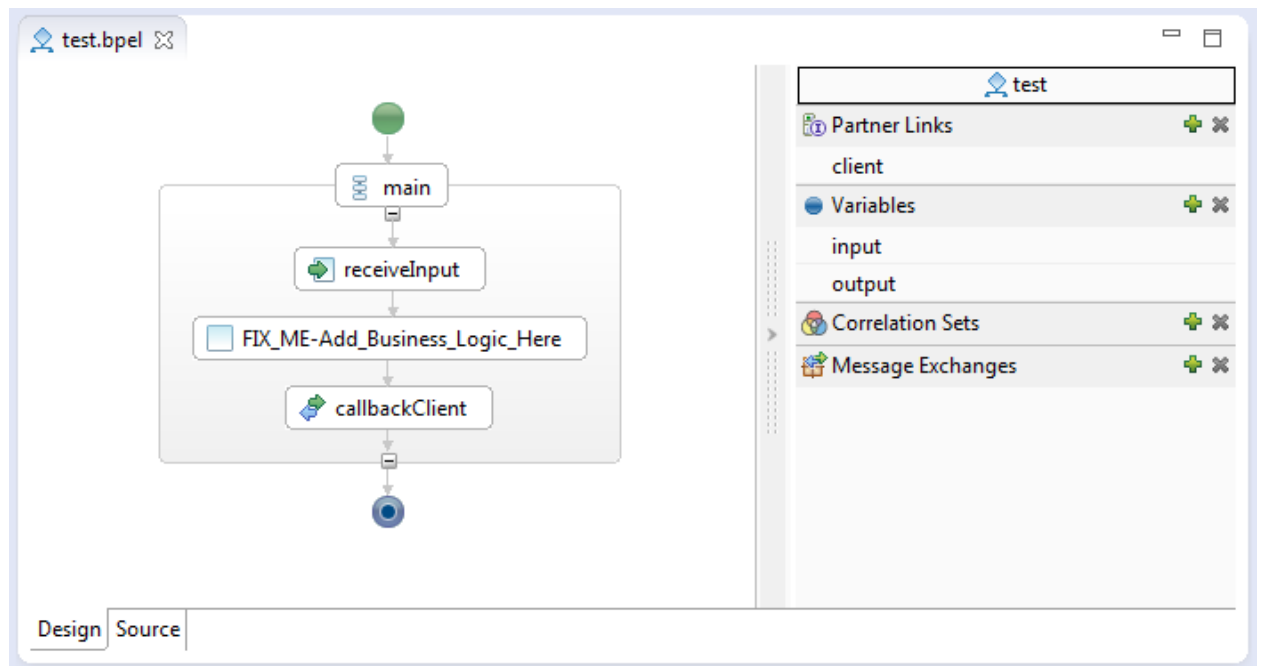 test.bpel
main
receiveInput
FIX_ME-Add_Business_Logic_Here
callbackClient
Design Source
test
Partner Links
client
Variables
input
output
Correlation Sets
Message Exchanges